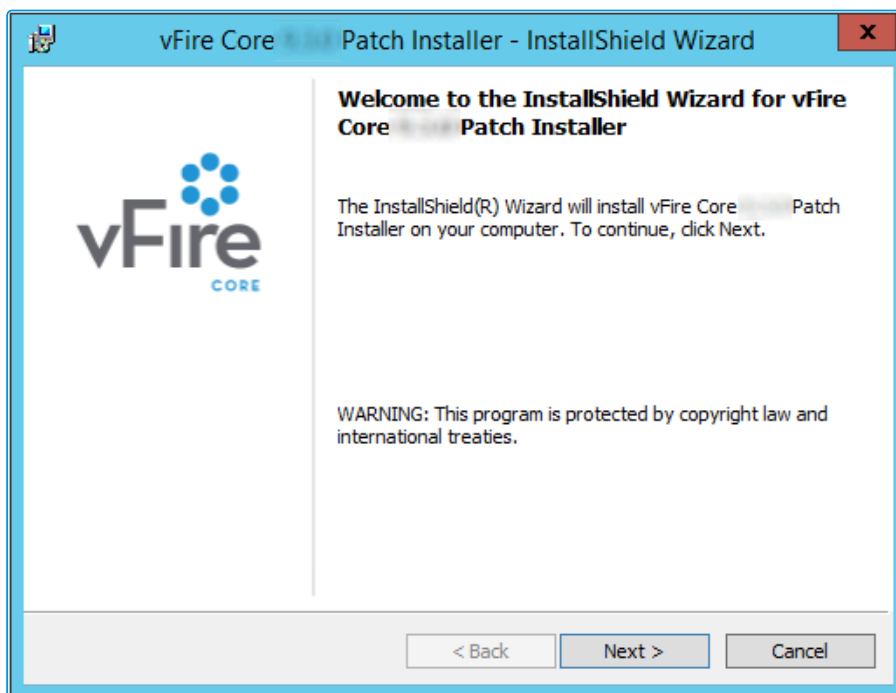 vFire Core Patch Installer - InstallShield Wizard
x
Welcome to the InstallShield Wizard for vFire
Core Patch Installer
The InstallShield(R) Wizard will install vFire Core Patch
Installer on your computer. To continue, click Next.
vFire
CORE
WARNING: This program is protected by copyright law and
international treaties.
< Back
Next >
Cancel